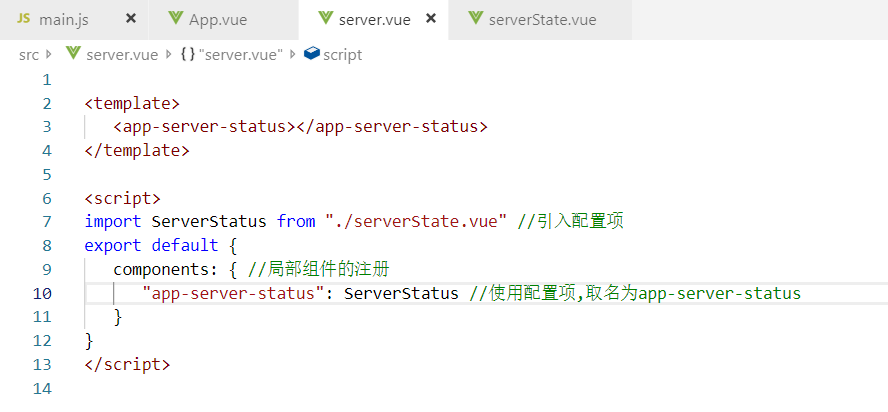 JS main.js × App.vue server.vue × serverState.vue
src server.vue {} "server.vue" script
1
2 <template>
3 <app-server-status></app-server-status>
4 </template>
5
6 <script>
7 import ServerStatus from "./serverState.vue" //引入配置项
8 export default {
9 components: { //局部组件的注册
10 "app-server-status": ServerStatus //使用配置项,取名为app-server-status
11 }
12 }
13 </script>
14